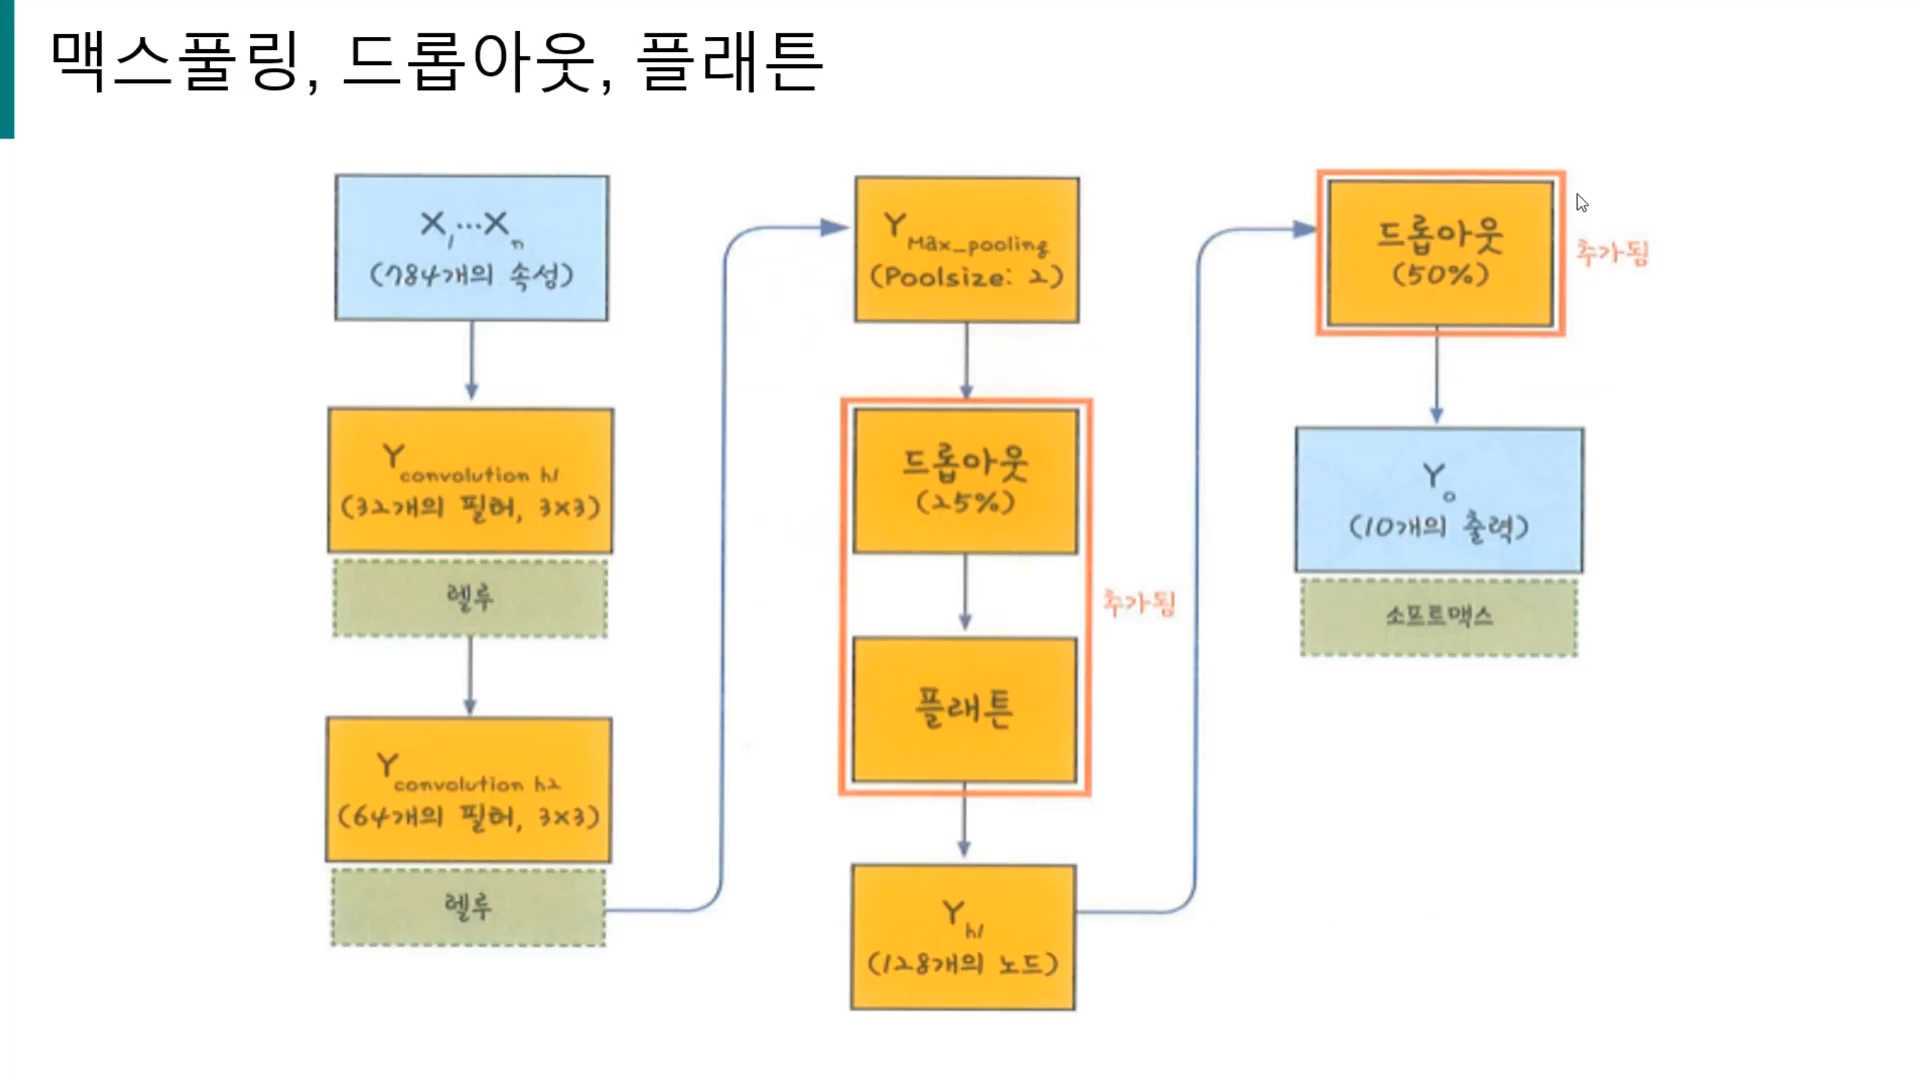 맥스풀링, 드롭아웃, 플래튼
X1...Xn
(784개의 속성)
Yconvolution h1
(32개의 필터, 3x3)
렐루
Yconvolution h2
(64개의 필터, 3x3)
렐루
YMax_pooling
(Poolsize: 2)
드롭아웃
(25%)
플래튼
추가됨
Yh1
(128개의 노드)
드롭아웃
(50%)
추가됨
Yo
(10개의 출력)
소프트맥스